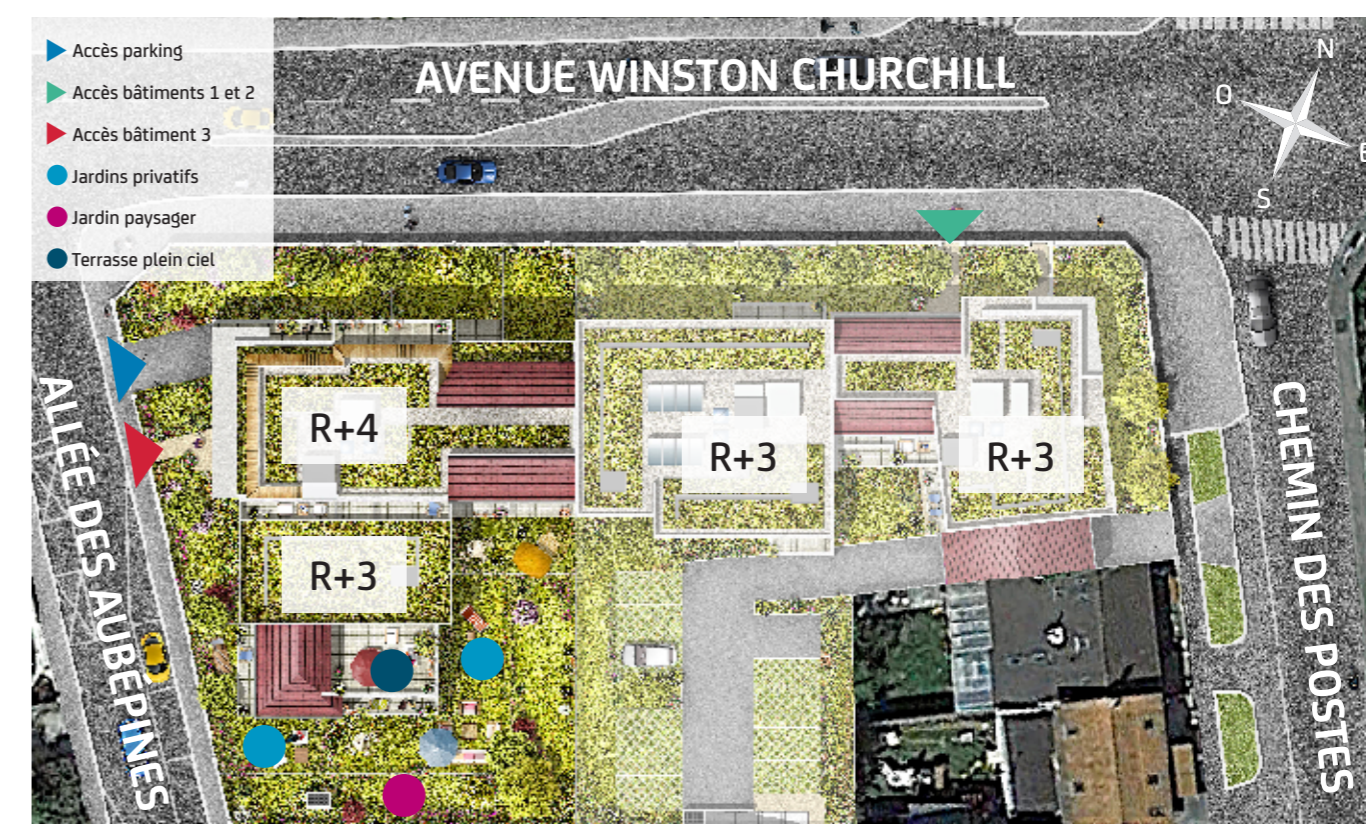 Accès parking
Accès bâtiments 1 et 2
Accès bâtiment 3
Jardins privatifs
Jardin paysager
Terrasse plein ciel
AVENUE WINSTON CHURCHILL
N
O
E
S
ALLÉE DES AUBEPINES
R+4
R+3
R+3
R+3
CHEMIN DES POSTES